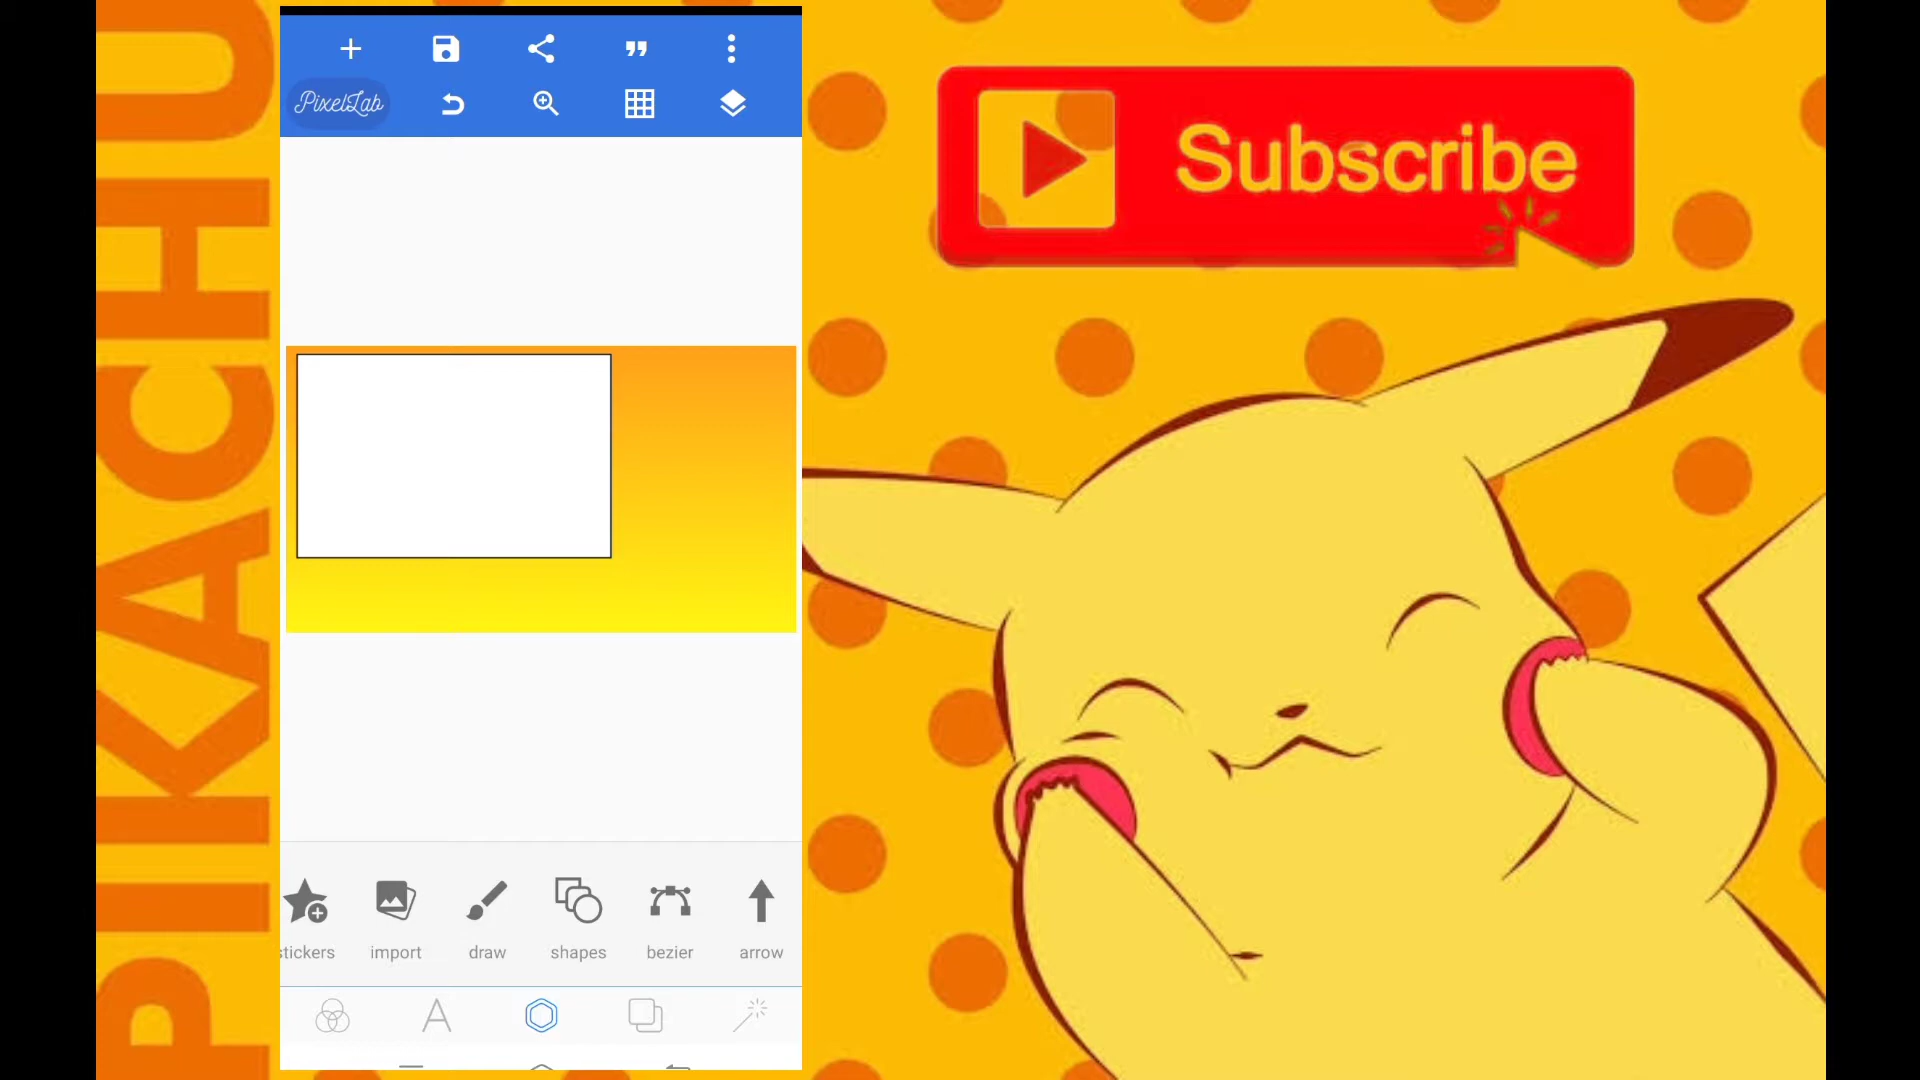 PIKACHU
PixelLab
Subscribe
stickers
import
draw
shapes
bezier
arrow